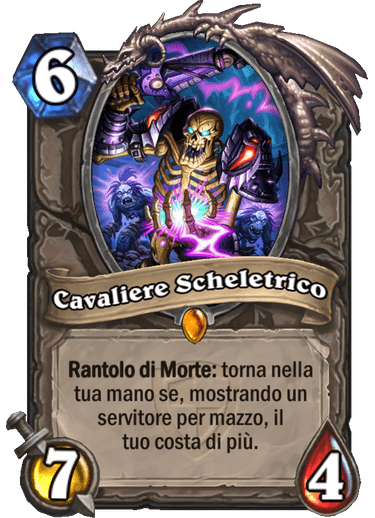 6
Cavaliere Scheletrico
Rantolo di Morte: torna nella
tua mano se, mostrando un
servitore per mazzo, il
tuo costa di più.
7
4